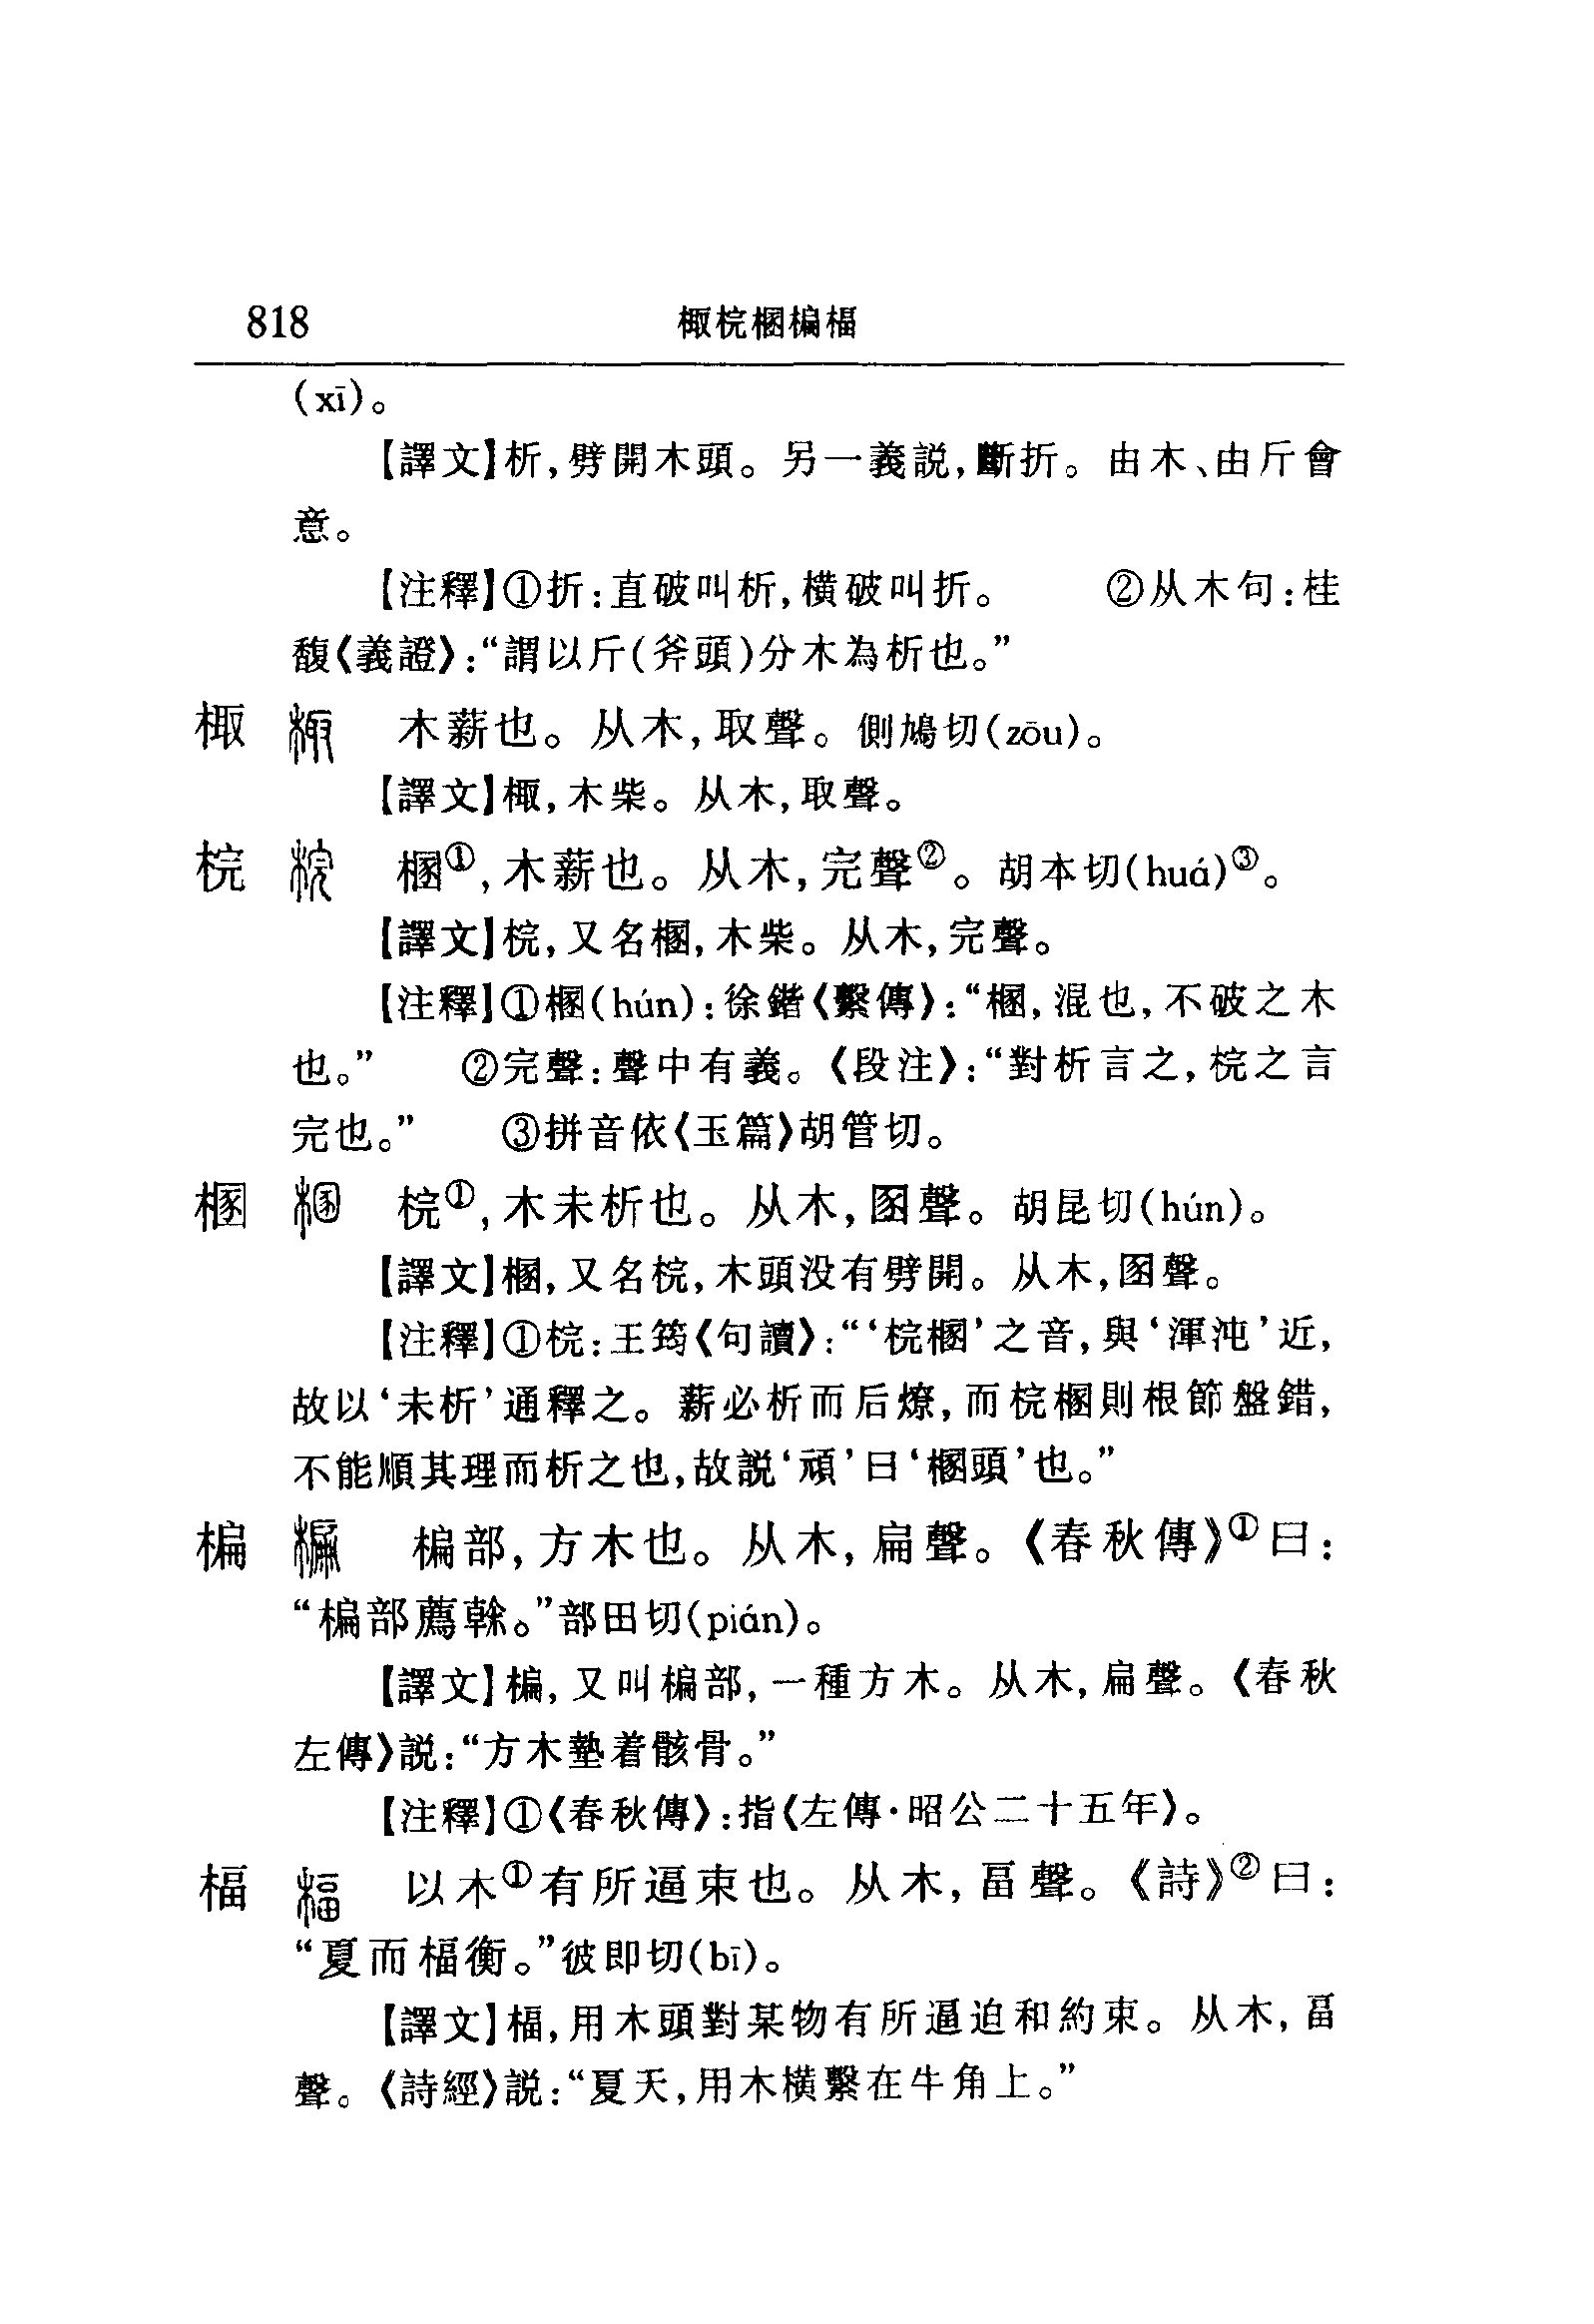 818 棷梡梱楄楅
(xī)。
【譯文】析,劈開木頭。另一義説,斷折。由木、由斤會
意。
【注釋】①折:直破叫析,橫破叫折。 ②从木句:桂
馥《義證》:“謂以斤(斧頭)分木為析也。”
棷 木薪也。从木,取聲。側鳩切(zōu)。
【譯文】棷,木柴。从木,取聲。
梡 棞①,木薪也。从木,完聲②。胡本切(huá)③。
【譯文】梡,又名棞,木柴。从木,完聲。
【注釋】①棞(hún):徐鍇《繫傳》:“棞,混也,不破之木
也。” ②完聲:聲中有義。《段注》:“對析言之,梡之言
完也。” ③拼音依《玉篇》胡管切。
棞 梡①,木未析也。从木,圂聲。胡昆切(hún)。
【譯文】棞,又名梡,木頭没有劈開。从木,圂聲。
【注釋】①梡:王筠《句讀》:“‘梡棞’之音,與‘渾沌’近,
故以‘未析’通釋之。薪必析而后燎,而梡棞則根節盤錯,
不能順其理而析之也,故説‘頑’曰‘棞頭’也。”
楄 楄部,方木也。从木,扁聲。《春秋傳》①曰:
“楄部薦榦。”部田切(pián)。
【譯文】楄,又叫楄部,一種方木。从木,扁聲。《春秋
左傳》説:“方木墊着骸骨。”
【注釋】①《春秋傳》:指《左傳·昭公二十五年》。
楅 以木①有所逼束也。从木,畐聲。《詩》②曰:
“夏而楅衡。”彼即切(bī)。
【譯文】楅,用木頭對某物有所逼迫和約束。从木,畐
聲。《詩經》説:“夏天,用木橫繫在牛角上。”